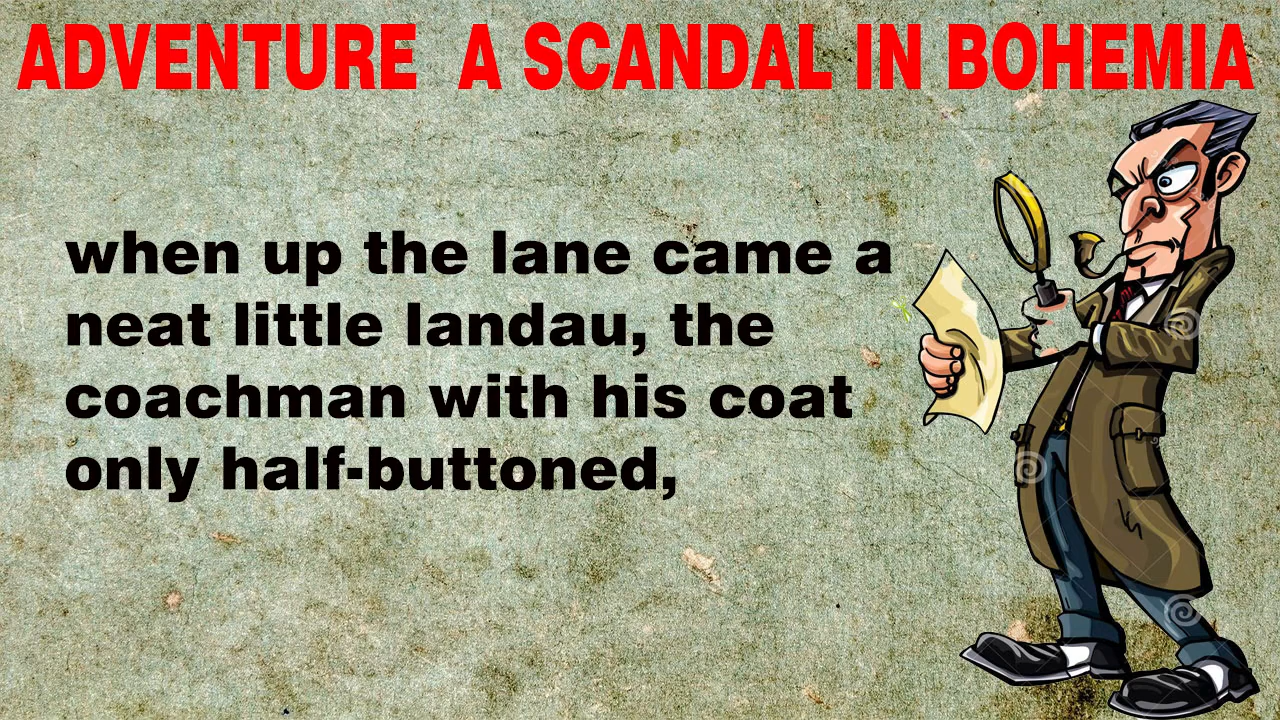 ADVENTURE A SCANDAL IN BOHEMIA
when up the lane came a
neat little landau, the
coachman with his coat
only half-buttoned,